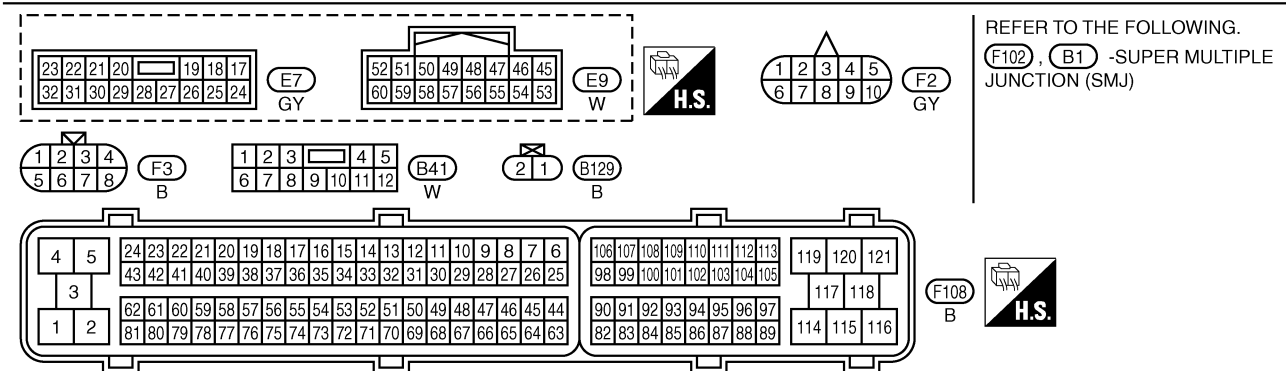 REFER TO THE FOLLOWING.
F102 , B1 -SUPER MULTIPLE
JUNCTION (SMJ)
23 22 21 20 19 18 17
32 31 30 29 28 27 26 25 24
E7
GY
52 51 50 49 48 47 46 45
60 59 58 57 56 55 54 53
E9
W
H.S.
1 2 3 4 5
6 7 8 9 10
F2
GY
1 2 3 4
5 6 7 8
F3
B
1 2 3 4 5
6 7 8 9 10 11 12
B41
W
2 1
B129
B
4 5
3
1 2
24 23 22 21 20 19 18 17 16 15 14 13 12 11 10 9 8 7 6
43 42 41 40 39 38 37 36 35 34 33 32 31 30 29 28 27 26 25
62 61 60 59 58 57 56 55 54 53 52 51 50 49 48 47 46 45 44
81 80 79 78 77 76 75 74 73 72 71 70 69 68 67 66 65 64 63
106 107 108 109 110 111 112 113
98 99 100 101 102 103 104 105
90 91 92 93 94 95 96 97
82 83 84 85 86 87 88 89
119 120 121
117 118
114 115 116
F108
B
H.S.